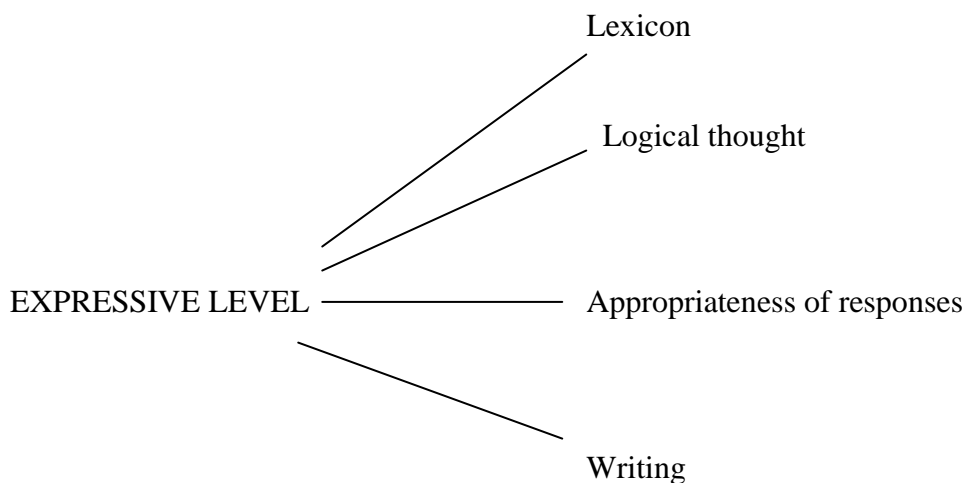 Lexicon
Logical thought
EXPRESSIVE LEVEL
Appropriateness of responses
Writing